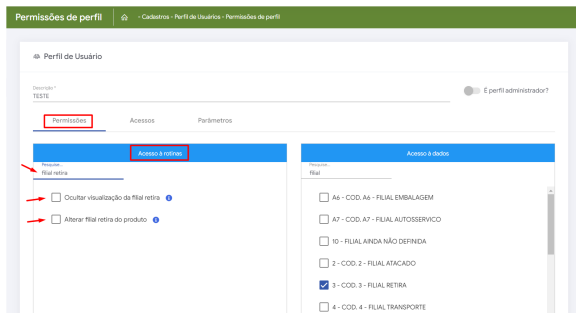 Permissões de perfil
- Cadastros - Perfil de Usuários - Permissões de perfil
Perfil de Usuário
Descrição *
TESTE
É perfil administrador?
Permissões
Acessos
Parâmetros
Acesso à rotinas
Pesquisar...
filial retira
Ocultar visualização da filial retira
Alterar filial retira do produto
Acesso à dados
Pesquisar...
filial
A6 - COD. A6 - FILIAL EMBALAGEM
A7 - COD. A7 - FILIAL AUTOSSERVICO
10 - FILIAL AINDA NÃO DEFINIDA
2 - COD. 2 - FILIAL ATACADO
3 - COD. 3 - FILIAL RETIRA
4 - COD. 4 - FILIAL TRANSPORTE